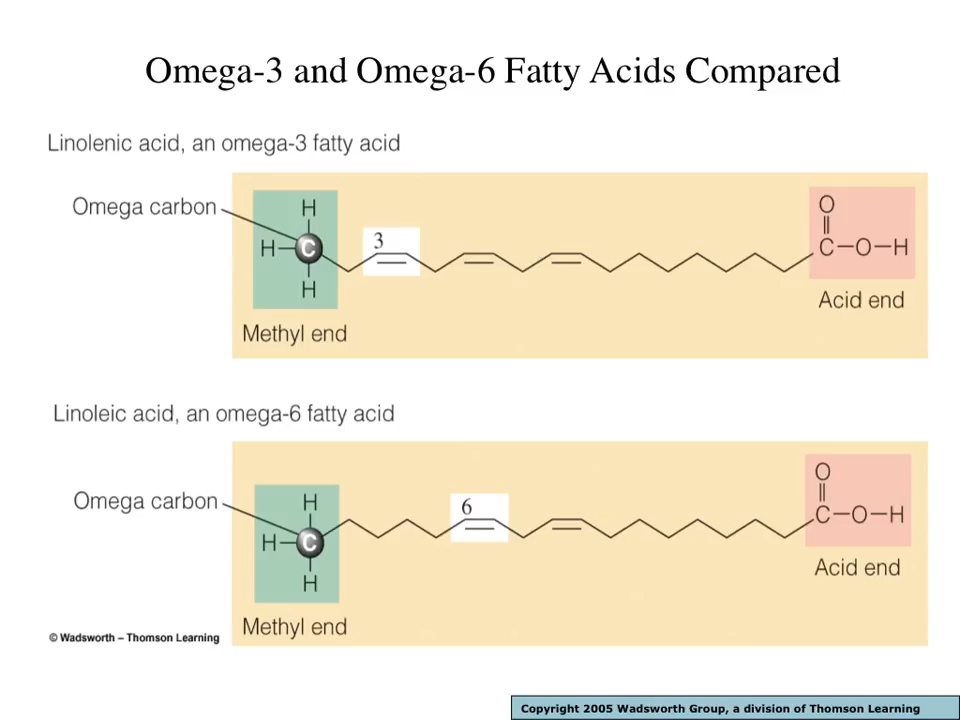 Omega-3 and Omega-6 Fatty Acids Compared
Linolenic acid, an omega-3 fatty acid
Omega carbon
H
O
3
H–C
C–O–H
H
Acid end
Methyl end
Linoleic acid, an omega-6 fatty acid
O
Omega carbon
H
6
C–O–H
H–C
H
Acid end
Methyl end
© Wadsworth – Thomson Learning
Copyright 2005 Wadsworth Group, a division of Thomson Learning